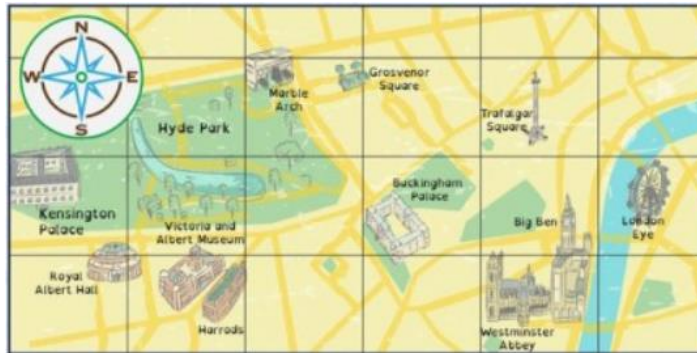 N
W
E
S
Marble
Arch
Grosvenor
Square
Hyde Park
Trafalgar
Square
Kensington
Palace
Victoria and
Albert Museum
Buckingham
Palace
Big Ben
London
Eye
Royal
Albert Hall
Harrods
Westminster
Abbey